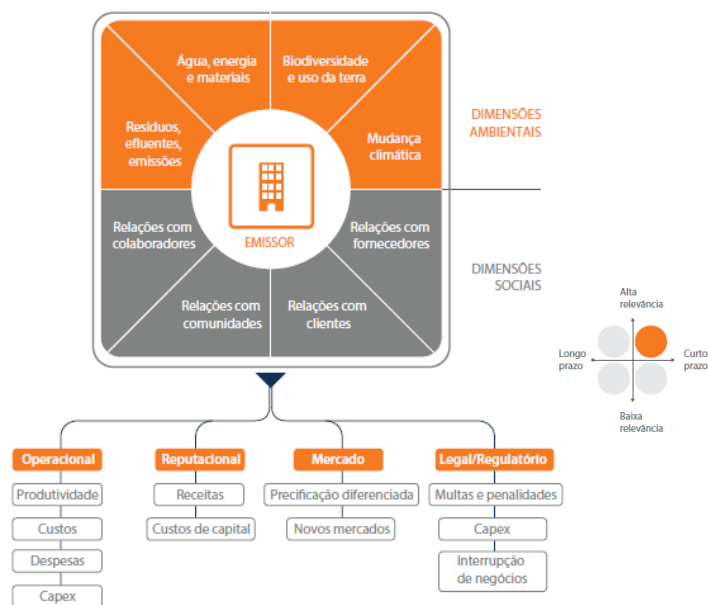 Água, energia
e materiais
Biodiversidade
e uso da terra
Resíduos,
efluentes,
emissões
Mudança
climática
DIMENSÕES
AMBIENTAIS
EMISSOR
Relações com
colaboradores
Relações com
fornecedores
Relações com
comunidades
Relações com
clientes
DIMENSÕES
SOCIAIS
Alta
relevância
Longo
prazo
Curto
prazo
Baixa
relevância
Operacional
Produtividade
Custos
Despesas
Capex
Reputacional
Receitas
Custos de capital
Mercado
Precificação diferenciada
Novos mercados
Legal/Regulatório
Multas e penalidades
Capex
Interrupção
de negócios